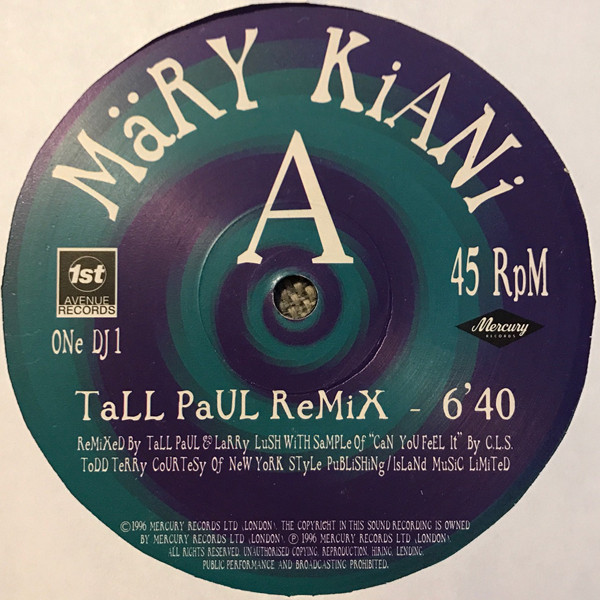 MäRY KiANi
A
1st
AVENUE
RECORDS
45 RpM
Mercury
RECORDS
ONe DJ 1
TaLL PaUL ReMiX - 6'40
ReMiXeD By TaLL PaUL & LaRRy LuSH WiTH SaMPLe Of "CaN YOU FeEL It" By C.L.S.
ToDD TeRRy CoURTeSy Of NeW YORK STyLe PuBLiSHiNg/IsLaNd MuSiC LiMiTeD
©1996 MERCURY RECORDS LTD (LONDON). THE COPYRIGHT IN THIS SOUND RECORDING IS OWNED
BY MERCURY RECORDS LTD (LONDON). ℗ 1996 MERCURY RECORDS LTD (LONDON)
ALL RIGHTS RESERVED. UNAUTHORISED COPYING, REPRODUCTION, HIRING, LENDING,
PUBLIC PERFORMANCE AND BROADCASTING PROHIBITED.